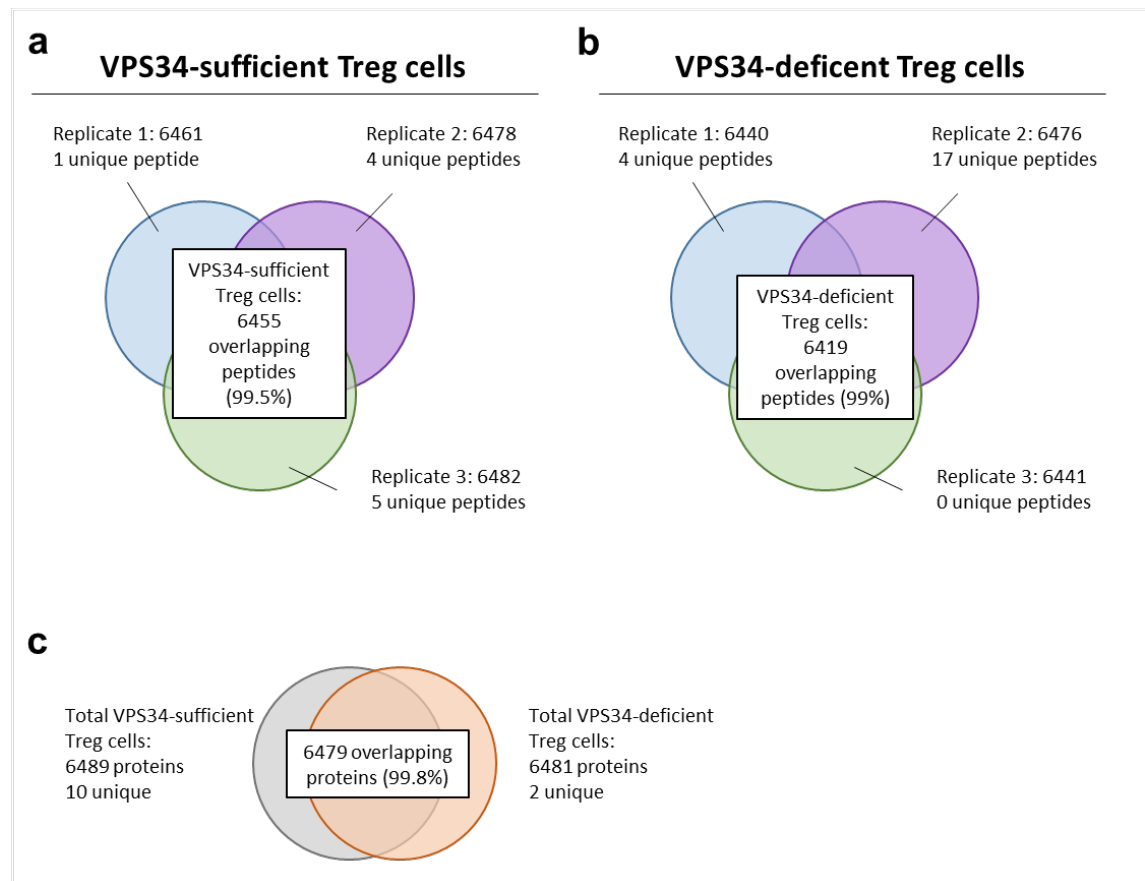 a
VPS34-sufficient Treg cells
Replicate 1: 6461
1 unique peptide
Replicate 2: 6478
4 unique peptides
VPS34-sufficient
Treg cells:
6455
overlapping
peptides
(99.5%)
Replicate 3: 6482
5 unique peptides
b
VPS34-deficent Treg cells
Replicate 1: 6440
4 unique peptides
Replicate 2: 6476
17 unique peptides
VPS34-deficient
Treg cells:
6419
overlapping
peptides (99%)
Replicate 3: 6441
0 unique peptides
c
Total VPS34-sufficient
Treg cells:
6489 proteins
10 unique
6479 overlapping
proteins (99.8%)
Total VPS34-deficient
Treg cells:
6481 proteins
2 unique